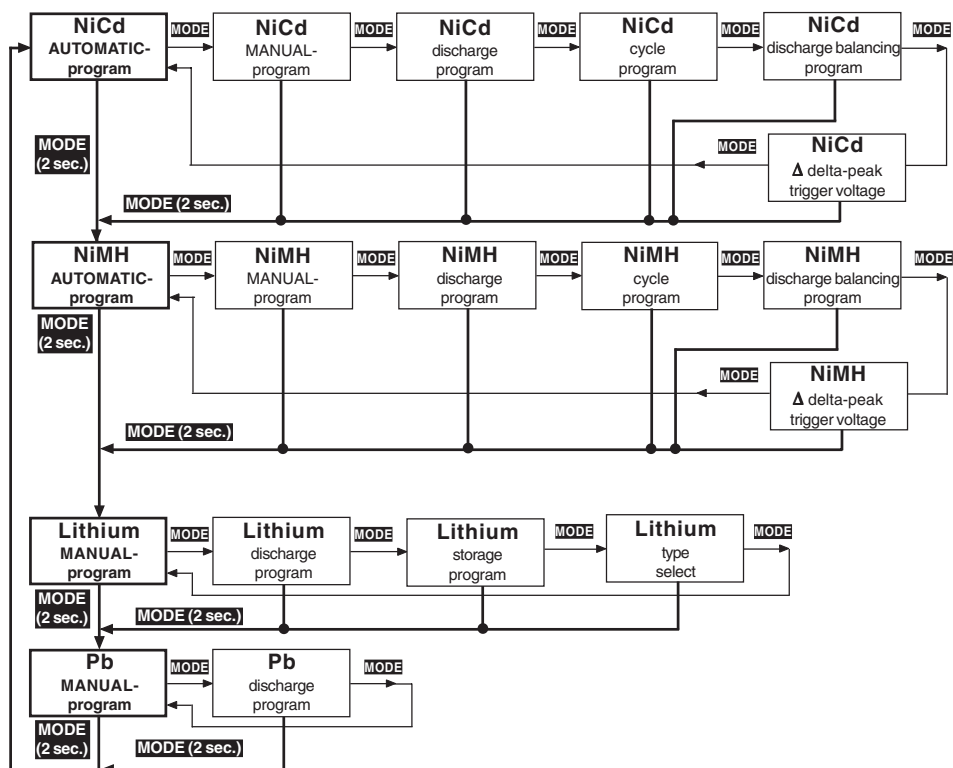 NiCd
AUTOMATIC-
program
MODE
NiCd
MANUAL-
program
MODE
NiCd
discharge
program
MODE
NiCd
cycle
program
MODE
NiCd
discharge balancing
program
MODE
MODE
(2 sec.)
MODE
NiCd
Δ delta-peak
trigger voltage
MODE (2 sec.)
NiMH
AUTOMATIC-
program
MODE
NiMH
MANUAL-
program
MODE
NiMH
discharge
program
MODE
NiMH
cycle
program
MODE
NiMH
discharge balancing
program
MODE
MODE
(2 sec.)
MODE
NiMH
Δ delta-peak
trigger voltage
MODE (2 sec.)
Lithium
MANUAL-
program
MODE
Lithium
discharge
program
MODE
Lithium
storage
program
MODE
Lithium
type
select
MODE
MODE
(2 sec.)
MODE (2 sec.)
Pb
MANUAL-
program
MODE
Pb
discharge
program
MODE
MODE
(2 sec.)
MODE (2 sec.)